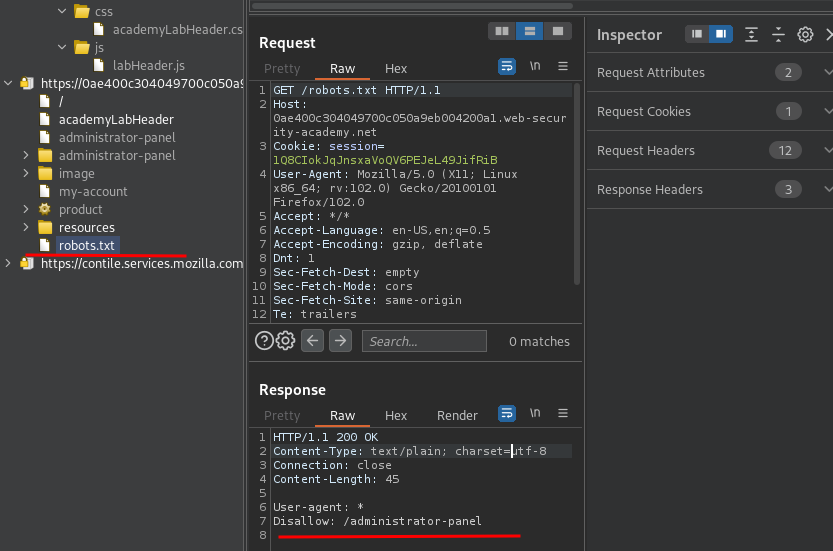 css
academyLabHeader.cs
js
labHeader.js
https://0ae400c304049700c050a9
/
academyLabHeader
administrator-panel
administrator-panel
image
my-account
product
resources
robots.txt
https://contile.services.mozilla.com
Request
Pretty Raw Hex
\n
1 GET /robots.txt HTTP/1.1
2 Host:
0ae400c304049700c050a9eb004200a1.web-secur
ity-academy.net
3 Cookie: session=
1Q8CIokJqJnsxaVoQV6PEJeL49JifRiB
4 User-Agent: Mozilla/5.0 (X11; Linux
x86_64; rv:102.0) Gecko/20100101
Firefox/102.0
5 Accept: */*
6 Accept-Language: en-US,en;q=0.5
7 Accept-Encoding: gzip, deflate
8 Dnt: 1
9 Sec-Fetch-Dest: empty
10 Sec-Fetch-Mode: cors
11 Sec-Fetch-Site: same-origin
12 Te: trailers
Search...
0 matches
Response
Pretty Raw Hex Render
\n
1 HTTP/1.1 200 OK
2 Content-Type: text/plain; charset=utf-8
3 Connection: close
4 Content-Length: 45
5
6 User-agent: *
7 Disallow: /administrator-panel
8
Inspector
Request Attributes 2
Request Cookies 1
Request Headers 12
Response Headers 3